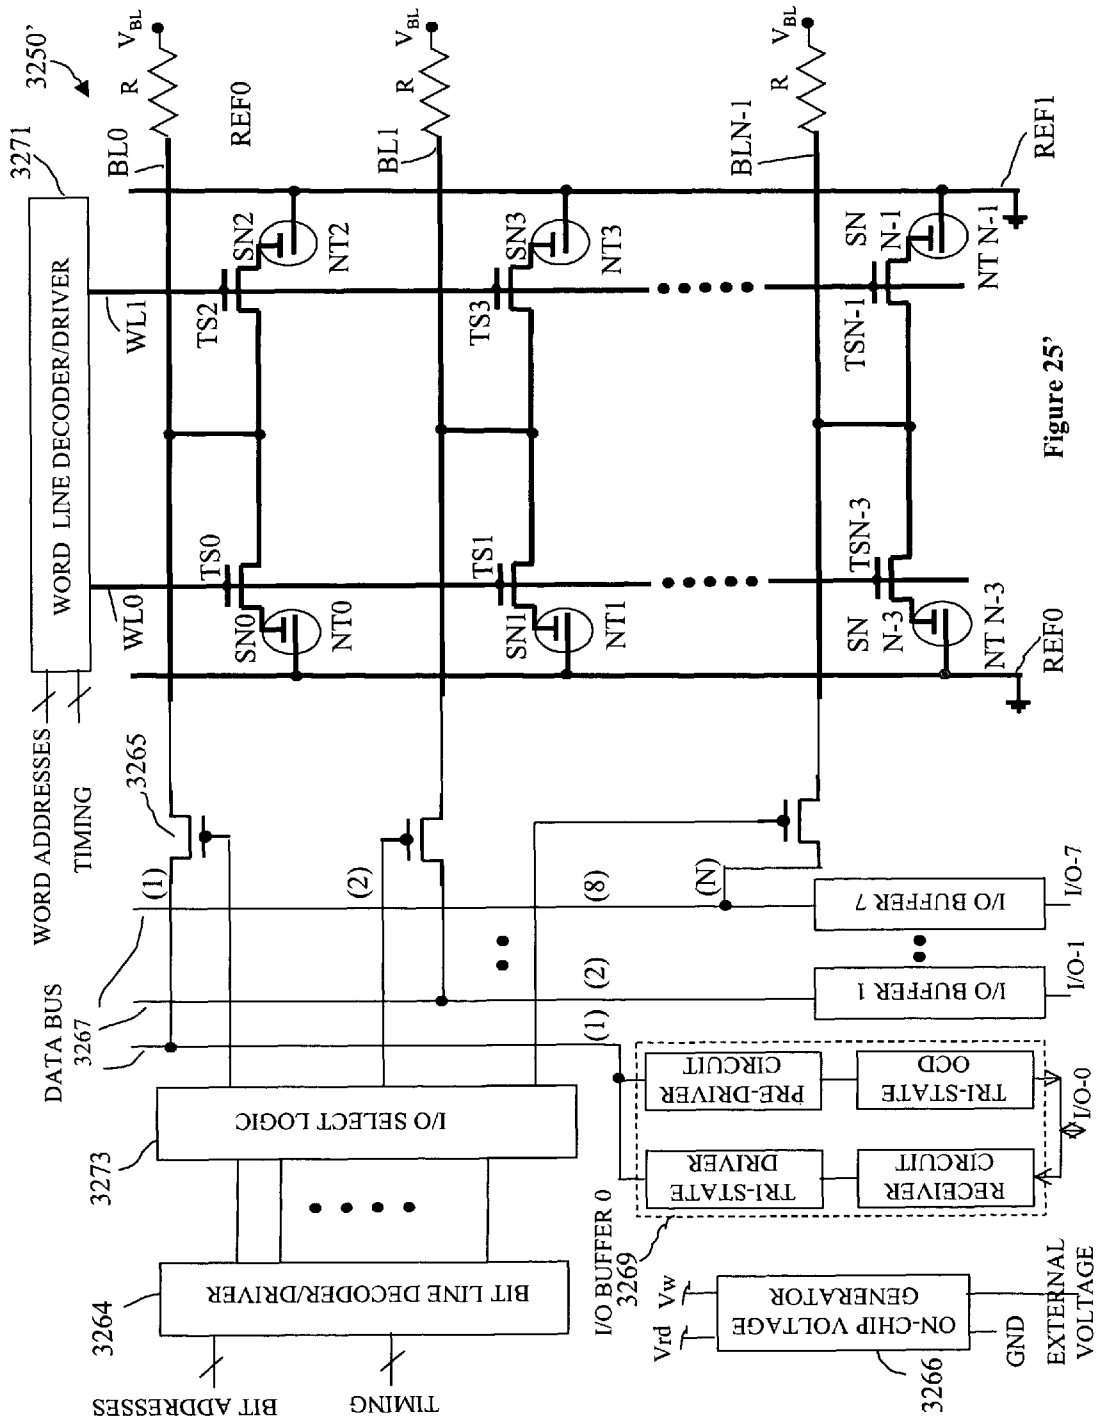 3250'
3271
WORD LINE DECODER/DRIVER
WORD ADDRESSES
TIMING
WL0
WL1
BL0
R
V_BL
REF0
3265
TS0
SN0
NT0
TS2
SN2
NT2
BL1
R
V_BL
TS1
SN1
NT1
TS3
SN3
NT3
BLN-1
R
V_BL
TSN-3
SN
N-3
NT N-3
TSN-1
SN
N-1
NT N-1
REF0
REF1
DATA BUS
3267
(1)
(2)
(8)
(N)
(1)
(2)
3273
I/O SELECT LOGIC
3264
BIT LINE DECODER/DRIVER
BIT ADDRESSES
TIMING
I/O BUFFER 0
3269
PRE-DRIVER
CIRCUIT
TRI-STATE
OCD
TRI-STATE
DRIVER
RECEIVER
CIRCUIT
I/O-0
I/O BUFFER 1
I/O-1
I/O BUFFER 7
I/O-7
Vrd
Vw
ON-CHIP VOLTAGE
GENERATOR
3266
GND
EXTERNAL
VOLTAGE
Figure 25'